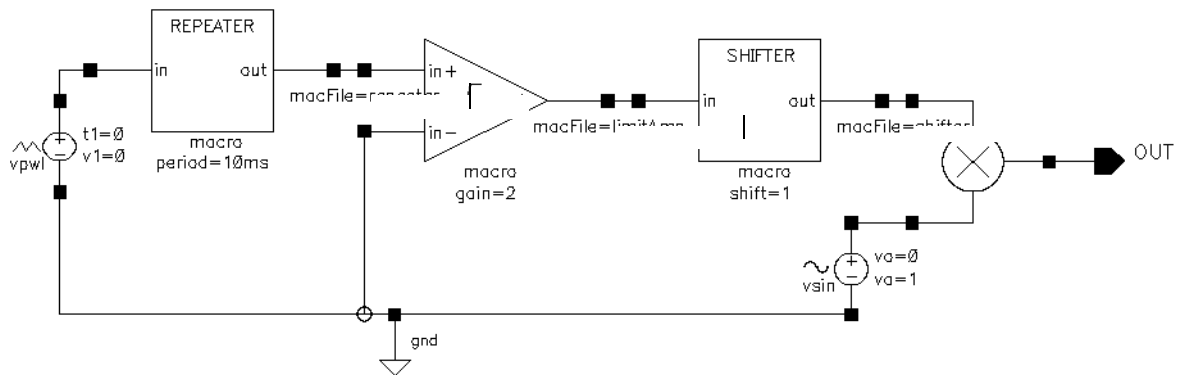 REPEATER
in out
macro
period=10ms
t1=0
v1=0
vpwl
in+
in-
macro
gain=2
SHIFTER
in out
macro
shift=1
OUT
va=0
va=1
vsin
gnd